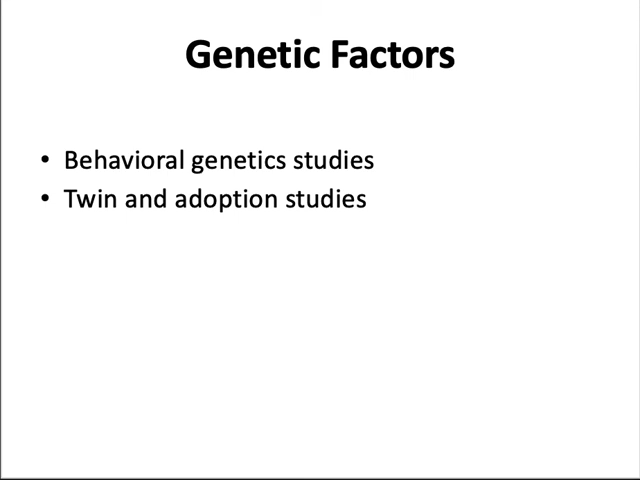 Genetic Factors
• Behavioral genetics studies
• Twin and adoption studies